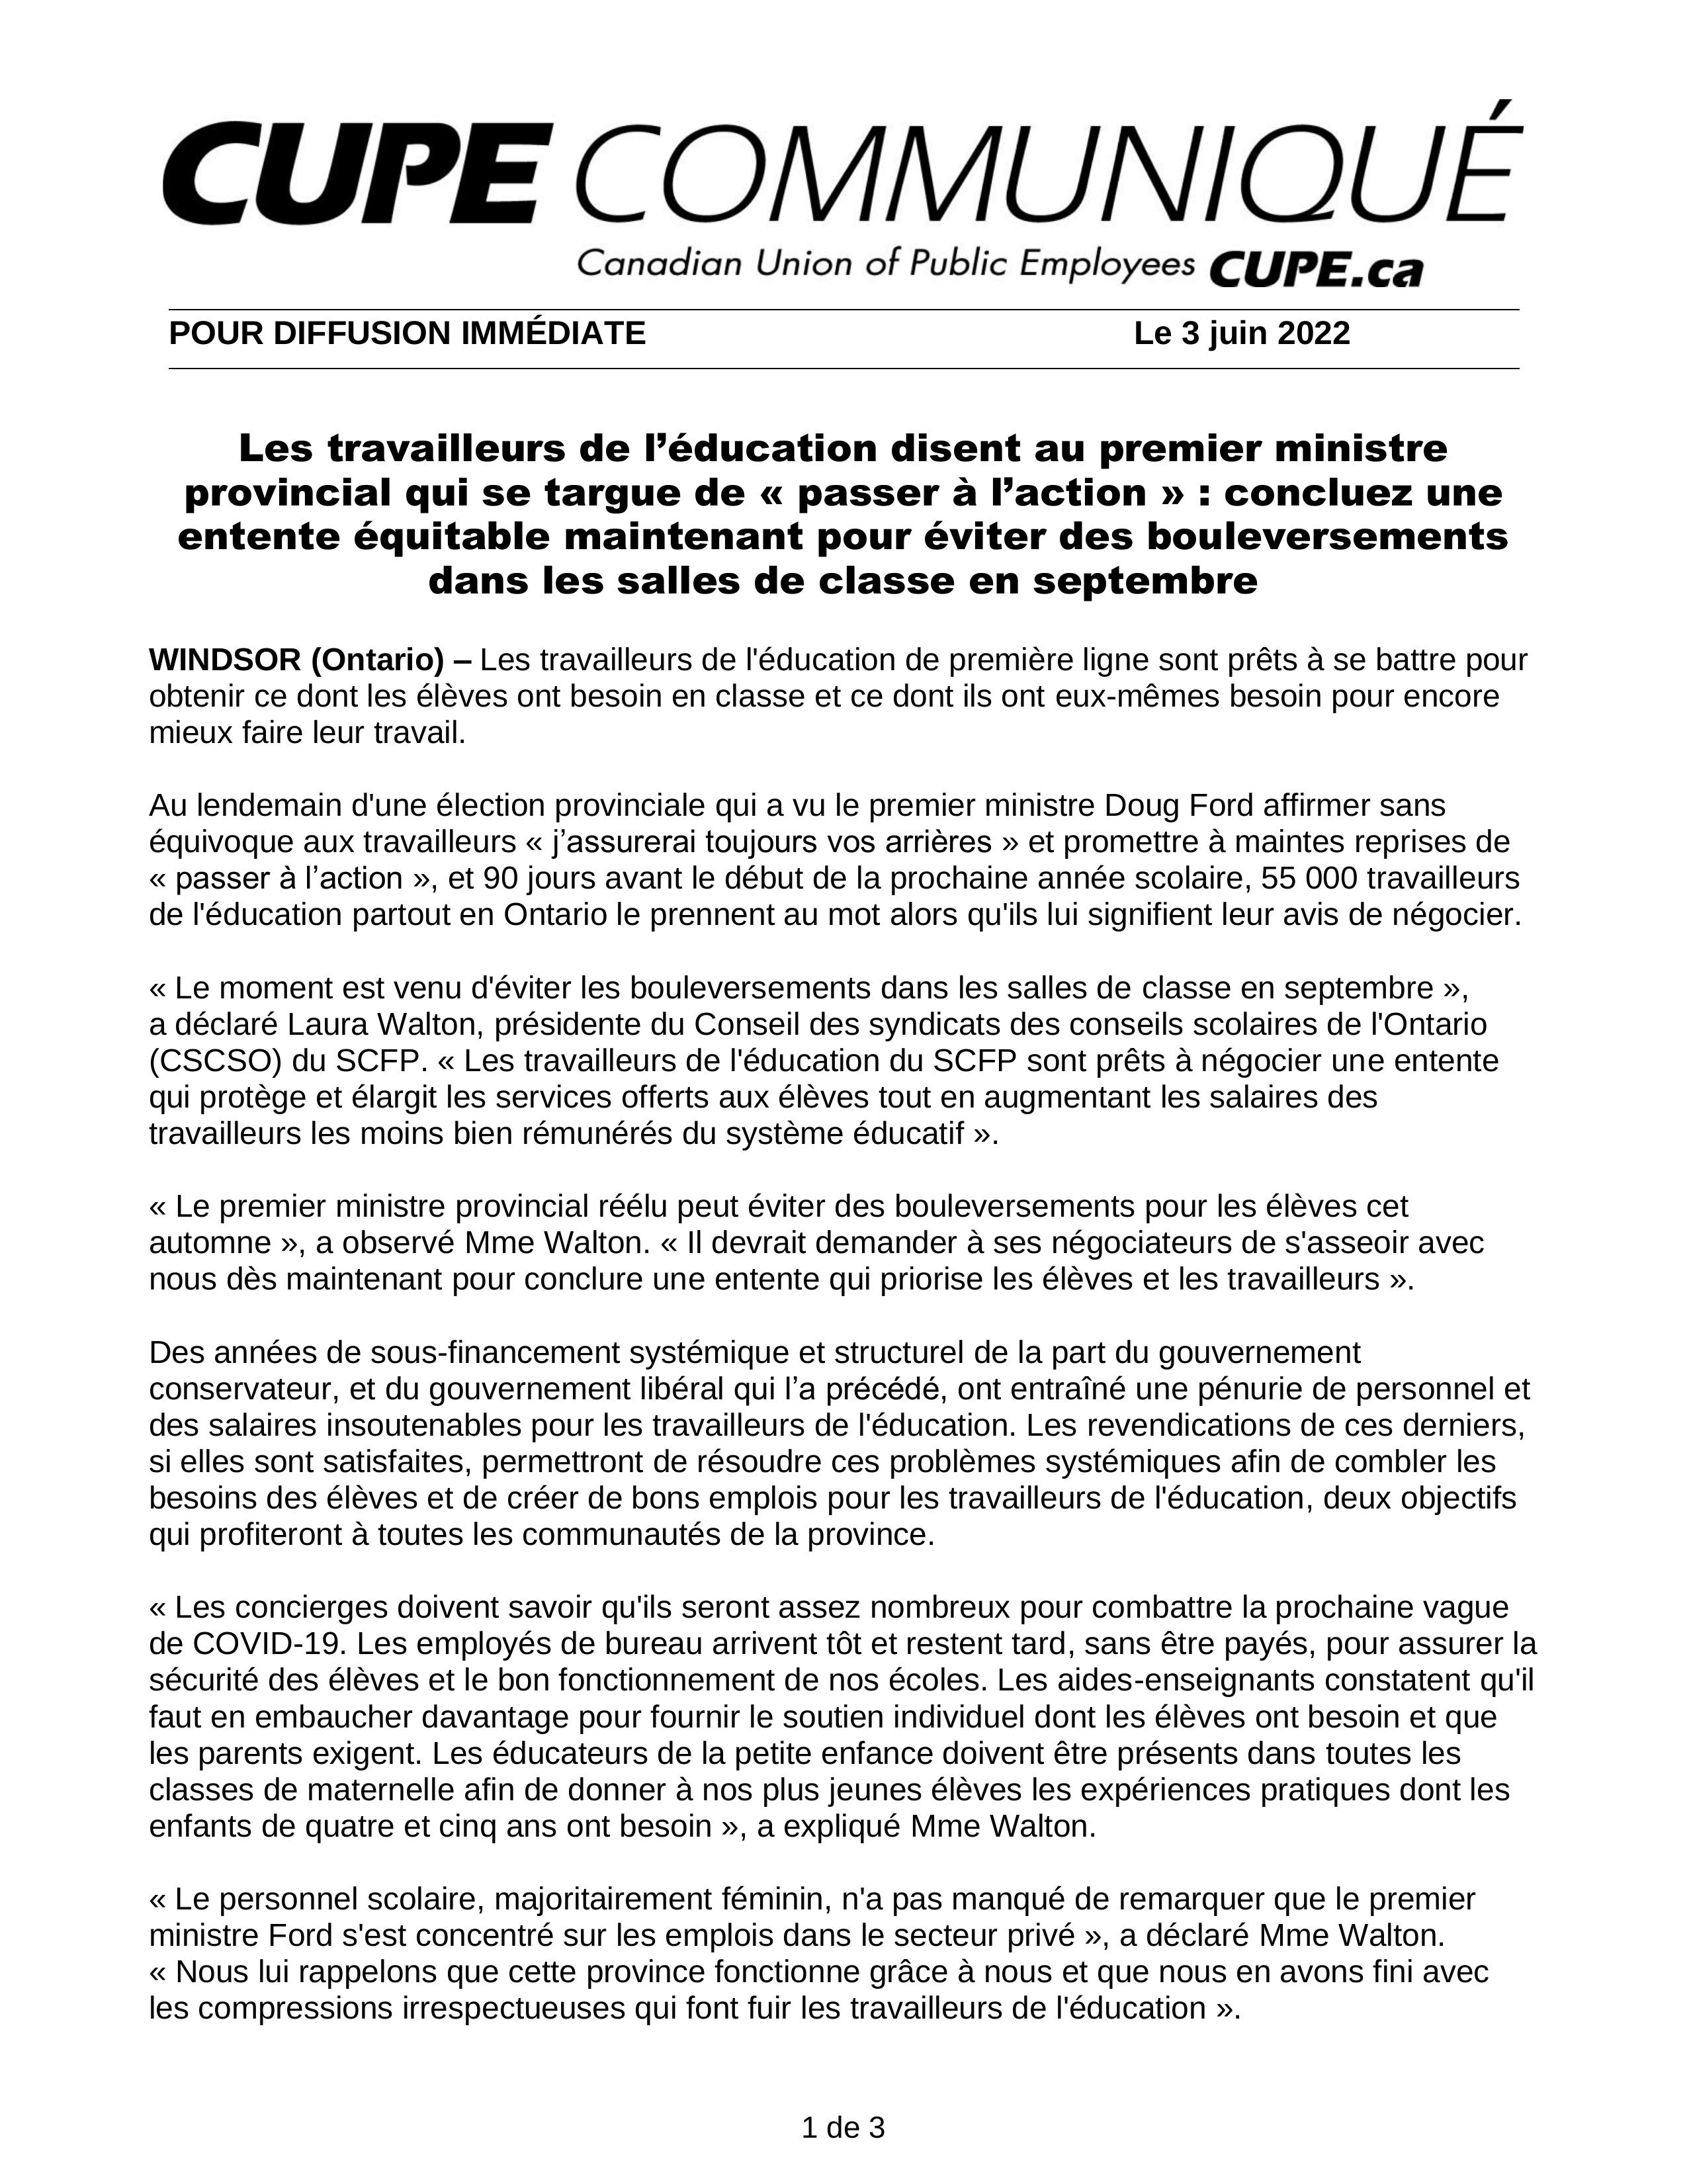 CUPE COMMUNIQUÉ
Canadian Union of Public Employees CUPE.ca
POUR DIFFUSION IMMÉDIATE Le 3 juin 2022
Les travailleurs de l’éducation disent au premier ministre
provincial qui se targue de « passer à l’action » : concluez une
entente équitable maintenant pour éviter des bouleversements
dans les salles de classe en septembre
WINDSOR (Ontario) – Les travailleurs de l'éducation de première ligne sont prêts à se battre pour
obtenir ce dont les élèves ont besoin en classe et ce dont ils ont eux-mêmes besoin pour encore
mieux faire leur travail.
Au lendemain d'une élection provinciale qui a vu le premier ministre Doug Ford affirmer sans
équivoque aux travailleurs « j’assurerai toujours vos arrières » et promettre à maintes reprises de
« passer à l’action », et 90 jours avant le début de la prochaine année scolaire, 55 000 travailleurs
de l'éducation partout en Ontario le prennent au mot alors qu'ils lui signifient leur avis de négocier.
« Le moment est venu d'éviter les bouleversements dans les salles de classe en septembre »,
a déclaré Laura Walton, présidente du Conseil des syndicats des conseils scolaires de l'Ontario
(CSCSO) du SCFP. « Les travailleurs de l'éducation du SCFP sont prêts à négocier une entente
qui protège et élargit les services offerts aux élèves tout en augmentant les salaires des
travailleurs les moins bien rémunérés du système éducatif ».
« Le premier ministre provincial réélu peut éviter des bouleversements pour les élèves cet
automne », a observé Mme Walton. « Il devrait demander à ses négociateurs de s'asseoir avec
nous dès maintenant pour conclure une entente qui priorise les élèves et les travailleurs ».
Des années de sous-financement systémique et structurel de la part du gouvernement
conservateur, et du gouvernement libéral qui l’a précédé, ont entraîné une pénurie de personnel et
des salaires insoutenables pour les travailleurs de l'éducation. Les revendications de ces derniers,
si elles sont satisfaites, permettront de résoudre ces problèmes systémiques afin de combler les
besoins des élèves et de créer de bons emplois pour les travailleurs de l'éducation, deux objectifs
qui profiteront à toutes les communautés de la province.
« Les concierges doivent savoir qu'ils seront assez nombreux pour combattre la prochaine vague
de COVID-19. Les employés de bureau arrivent tôt et restent tard, sans être payés, pour assurer la
sécurité des élèves et le bon fonctionnement de nos écoles. Les aides-enseignants constatent qu'il
faut en embaucher davantage pour fournir le soutien individuel dont les élèves ont besoin et que
les parents exigent. Les éducateurs de la petite enfance doivent être présents dans toutes les
classes de maternelle afin de donner à nos plus jeunes élèves les expériences pratiques dont les
enfants de quatre et cinq ans ont besoin », a expliqué Mme Walton.
« Le personnel scolaire, majoritairement féminin, n'a pas manqué de remarquer que le premier
ministre Ford s'est concentré sur les emplois dans le secteur privé », a déclaré Mme Walton.
« Nous lui rappelons que cette province fonctionne grâce à nous et que nous en avons fini avec
les compressions irrespectueuses qui font fuir les travailleurs de l'éducation ».
1 de 3